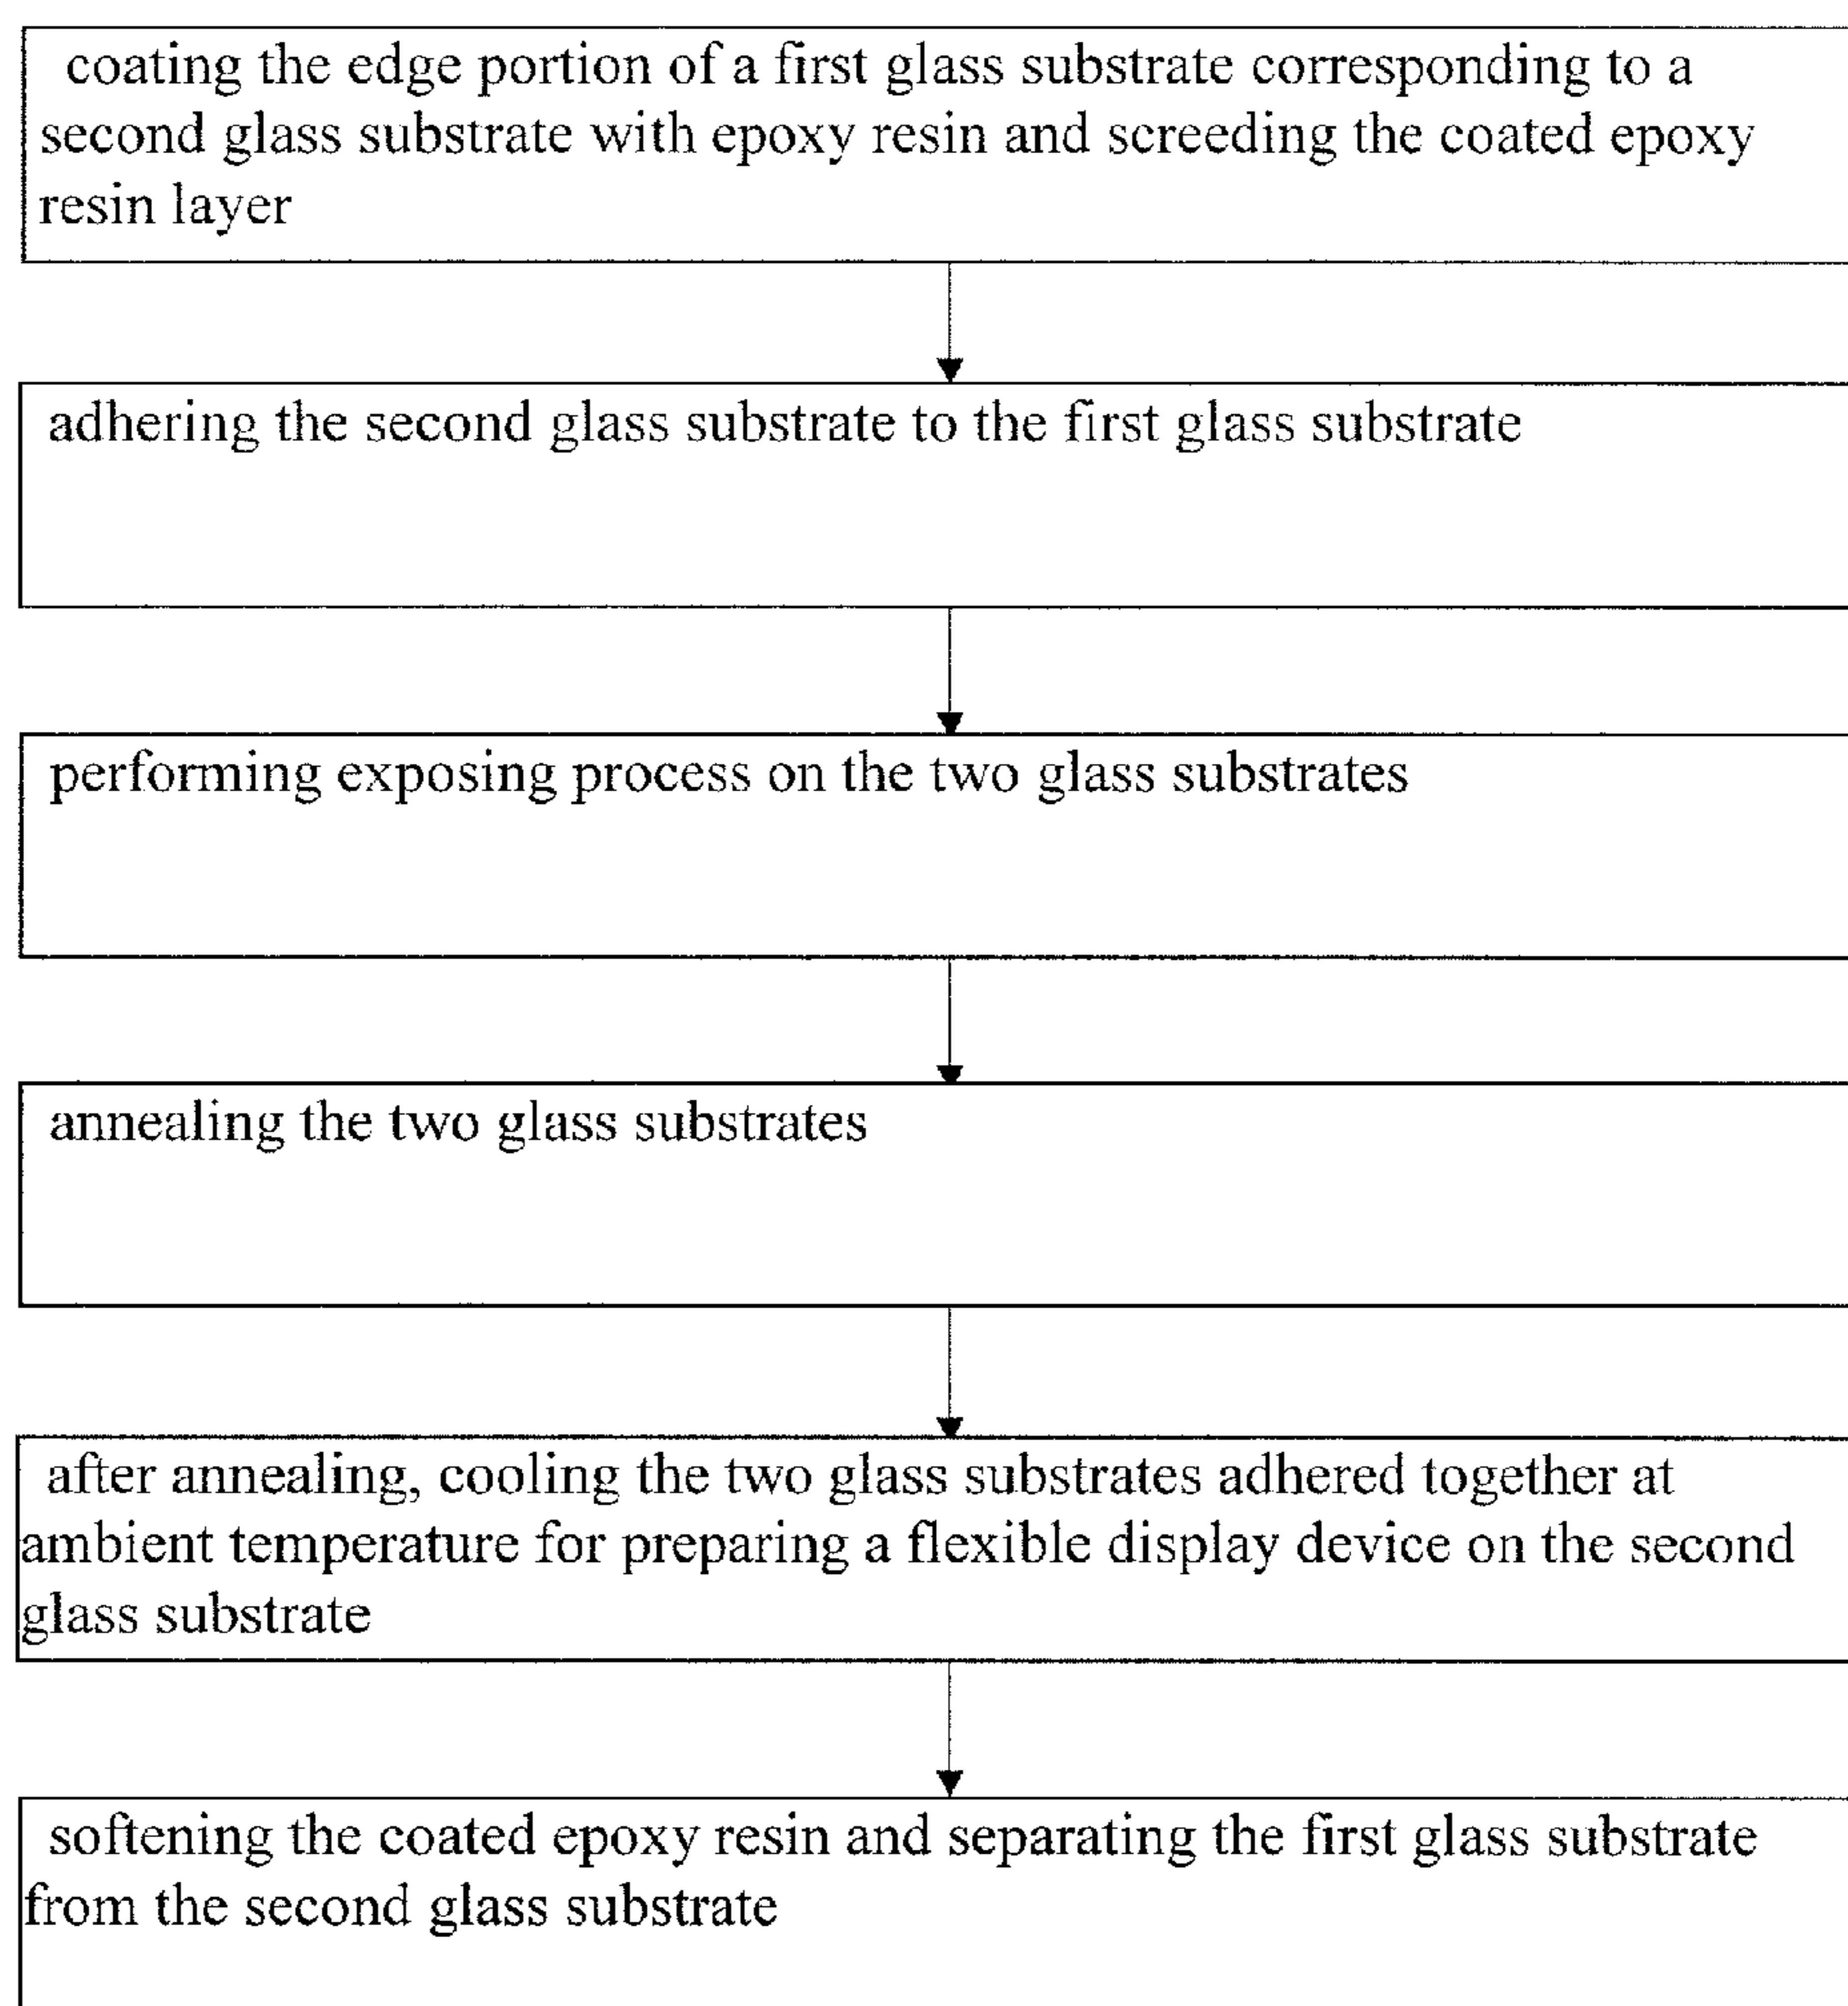 coating the edge portion of a first glass substrate corresponding to a
second glass substrate with epoxy resin and screeding the coated epoxy
resin layer
adhering the second glass substrate to the first glass substrate
performing exposing process on the two glass substrates
annealing the two glass substrates
after annealing, cooling the two glass substrates adhered together at
ambient temperature for preparing a flexible display device on the second
glass substrate
softening the coated epoxy resin and separating the first glass substrate
from the second glass substrate